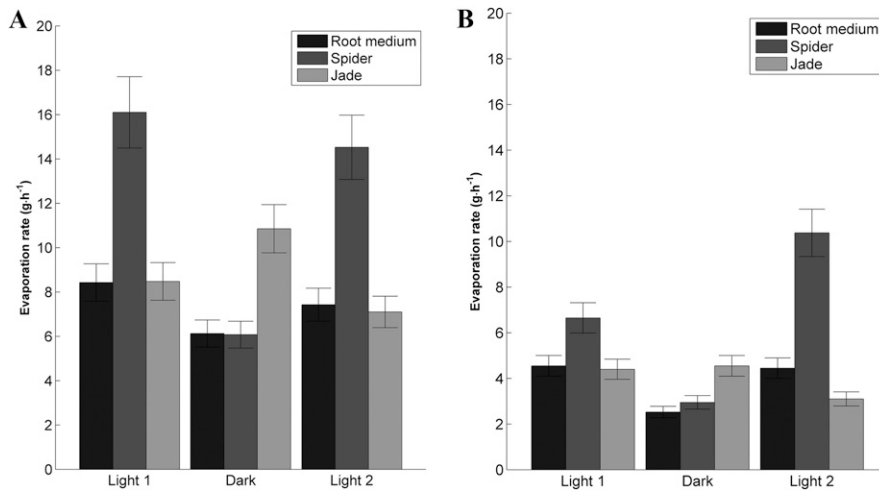 A
Evaporation rate (g·h⁻¹)
20
18
16
14
12
10
8
6
4
2
0
Root medium
Spider
Jade
Light 1
Dark
Light 2
B
Evaporation rate (g·h⁻¹)
20
18
16
14
12
10
8
6
4
2
0
Root medium
Spider
Jade
Light 1
Dark
Light 2